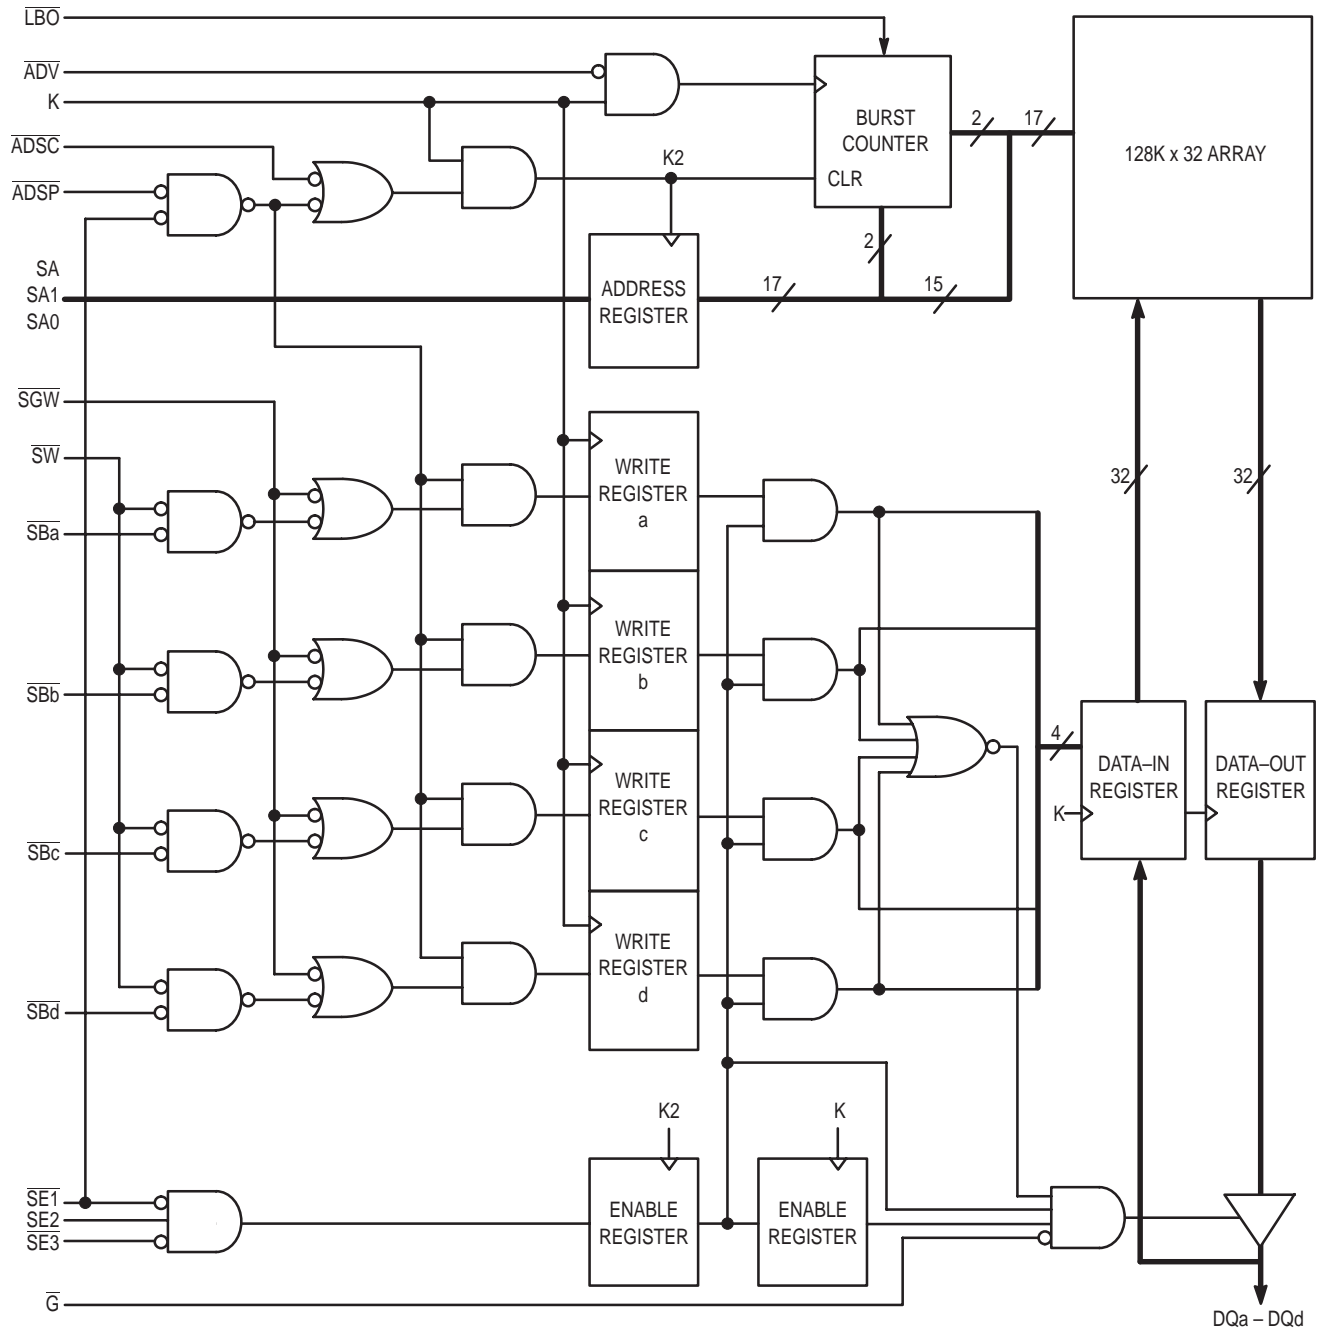 LBO
ADV
K
ADSC
ADSP
K2
BURST
COUNTER
CLR
2
17
128K x 32 ARRAY
2
SA
SA1
SA0
ADDRESS
REGISTER
17
15
SGW
SW
SBa
SBb
SBc
SBd
WRITE
REGISTER
a
WRITE
REGISTER
b
WRITE
REGISTER
c
WRITE
REGISTER
d
32
32
4
K
DATA–IN
REGISTER
DATA–OUT
REGISTER
K2
K
SE1
SE2
SE3
ENABLE
REGISTER
ENABLE
REGISTER
G
DQa – DQd